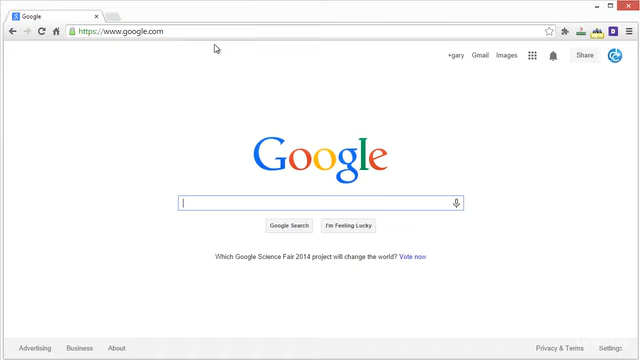 Google
https://www.google.com
+gary Gmail Images Share
Google
Google Search I'm Feeling Lucky
Which Google Science Fair 2014 project will change the world? Vote now
Advertising Business About Privacy & Terms Settings